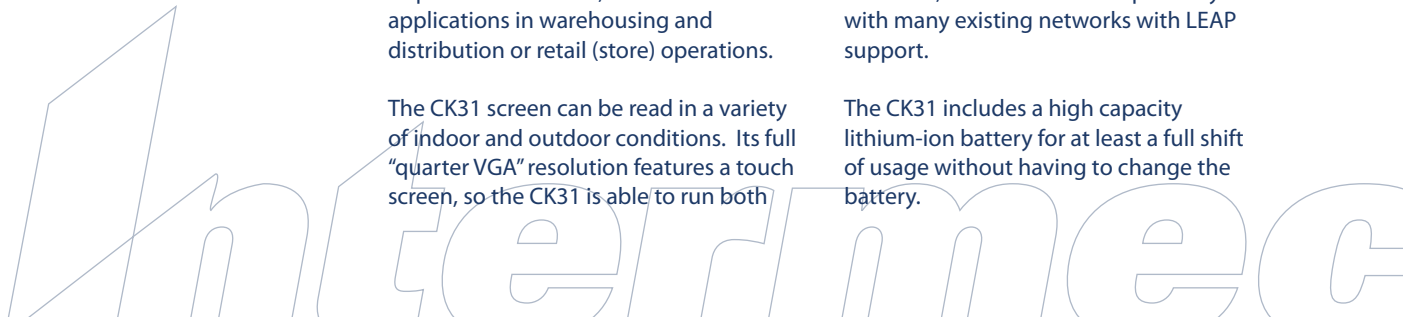 applications in warehousing and
distribution or retail (store) operations.
The CK31 screen can be read in a variety
of indoor and outdoor conditions.  Its full
“quarter VGA” resolution features a touch
screen, so the CK31 is able to run both
with many existing networks with LEAP
support.
The CK31 includes a high capacity
lithium-ion battery for at least a full shift
of usage without having to change the
battery.
Intermec